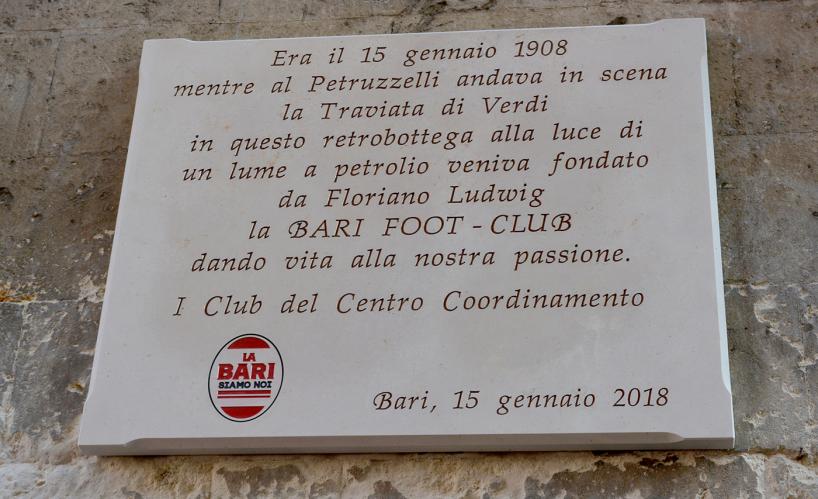 Era il 15 gennaio 1908
mentre al Petruzzelli andava in scena
la Traviata di Verdi
in questo retrobottega alla luce di
un lume a petrolio veniva fondato
da Floriano Ludwig
la BARI FOOT-CLUB
dando vita alla nostra passione.
I Club del Centro Coordinamento
LA
BARI
SIAMO NOI
Bari, 15 gennaio 2018